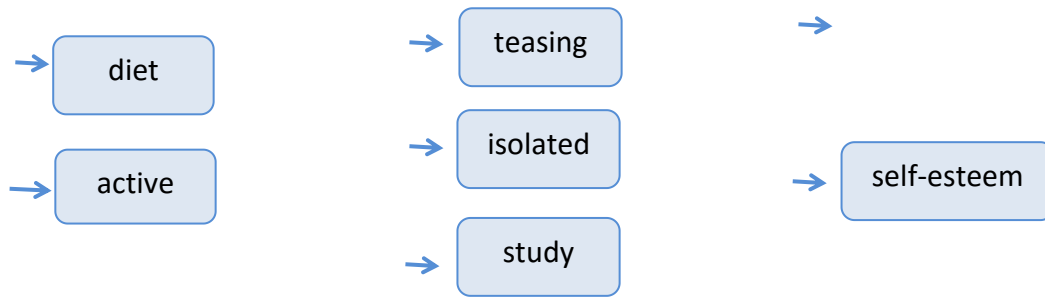 diet
active
teasing
isolated
study
self-esteem